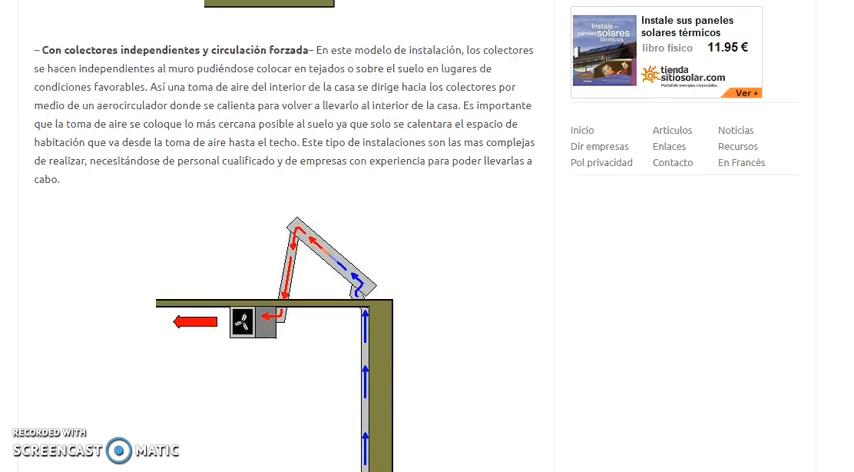 – Con colectores independientes y circulación forzada– En este modelo de instalación, los colectores
se hacen independientes al muro pudiéndose colocar en tejados o sobre el suelo en lugares de
condiciones favorables. Así una toma de aire del interior de la casa se dirige hacia los colectores por
medio de un aerocirculador donde se calienta para volver a llevarlo al interior de la casa. Es importante
que la toma de aire se coloque lo más cercana posible al suelo ya que solo se calentara el espacio de
habitación que va desde la toma de aire hasta el techo. Este tipo de instalaciones son las mas complejas
de realizar, necesitándose de personal cualificado y de empresas con experiencia para poder llevarlas a
cabo.
Instale sus paneles
solares térmicos
libro físico 11.95 €
tienda
sitiosolar.com
Ver +
Inicio Artículos Noticias
Dir empresas Enlaces Recursos
Pol privacidad Contacto En Francés
RECORDED WITH
SCREENCAST MATIC